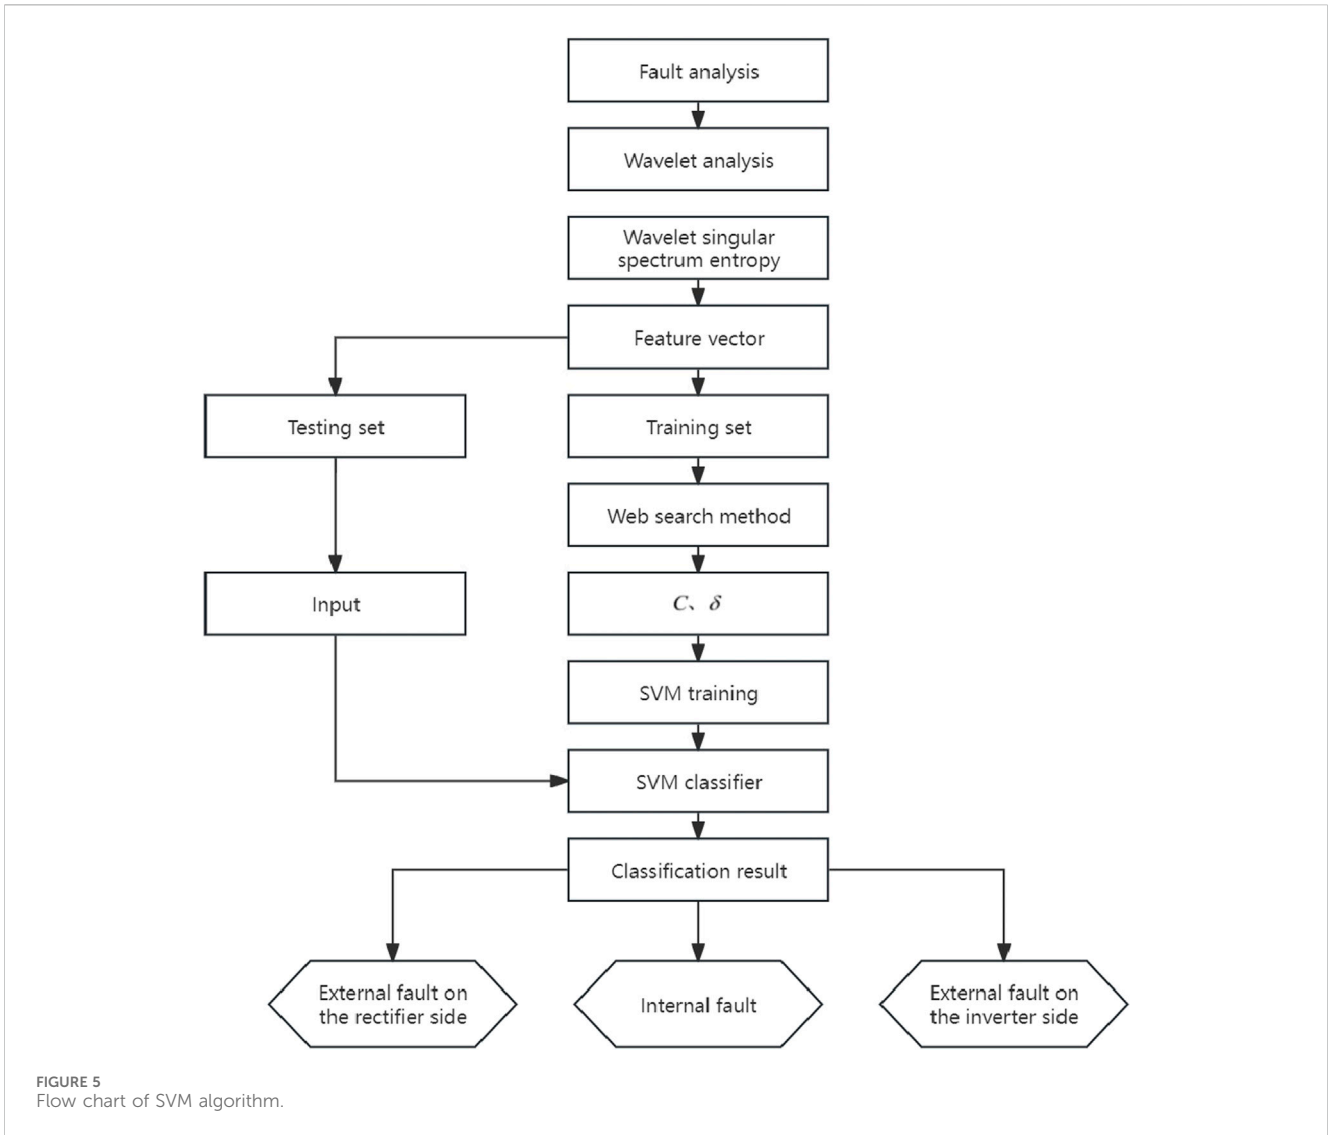 Fault analysis
Wavelet analysis
Wavelet singular
spectrum entropy
Feature vector
Testing set
Training set
Web search method
Input
C、δ
SVM training
SVM classifier
Classification result
External fault on
the rectifier side
Internal fault
External fault on
the inverter side
FIGURE 5
Flow chart of SVM algorithm.